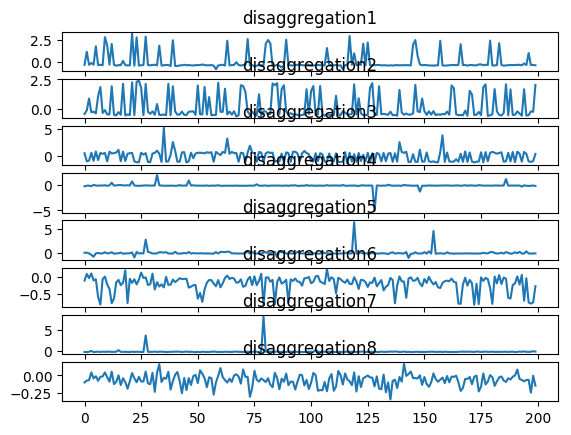 disaggregation1
2.5
0.0
disaggregation2
2.5
0.0
disaggregation3
5
0
disaggregation4
0
−5
disaggregation5
5
0
disaggregation6
0.0
−0.5
disaggregation7
5
0
disaggregation8
0.00
−0.25
0 25 50 75 100 125 150 175 200